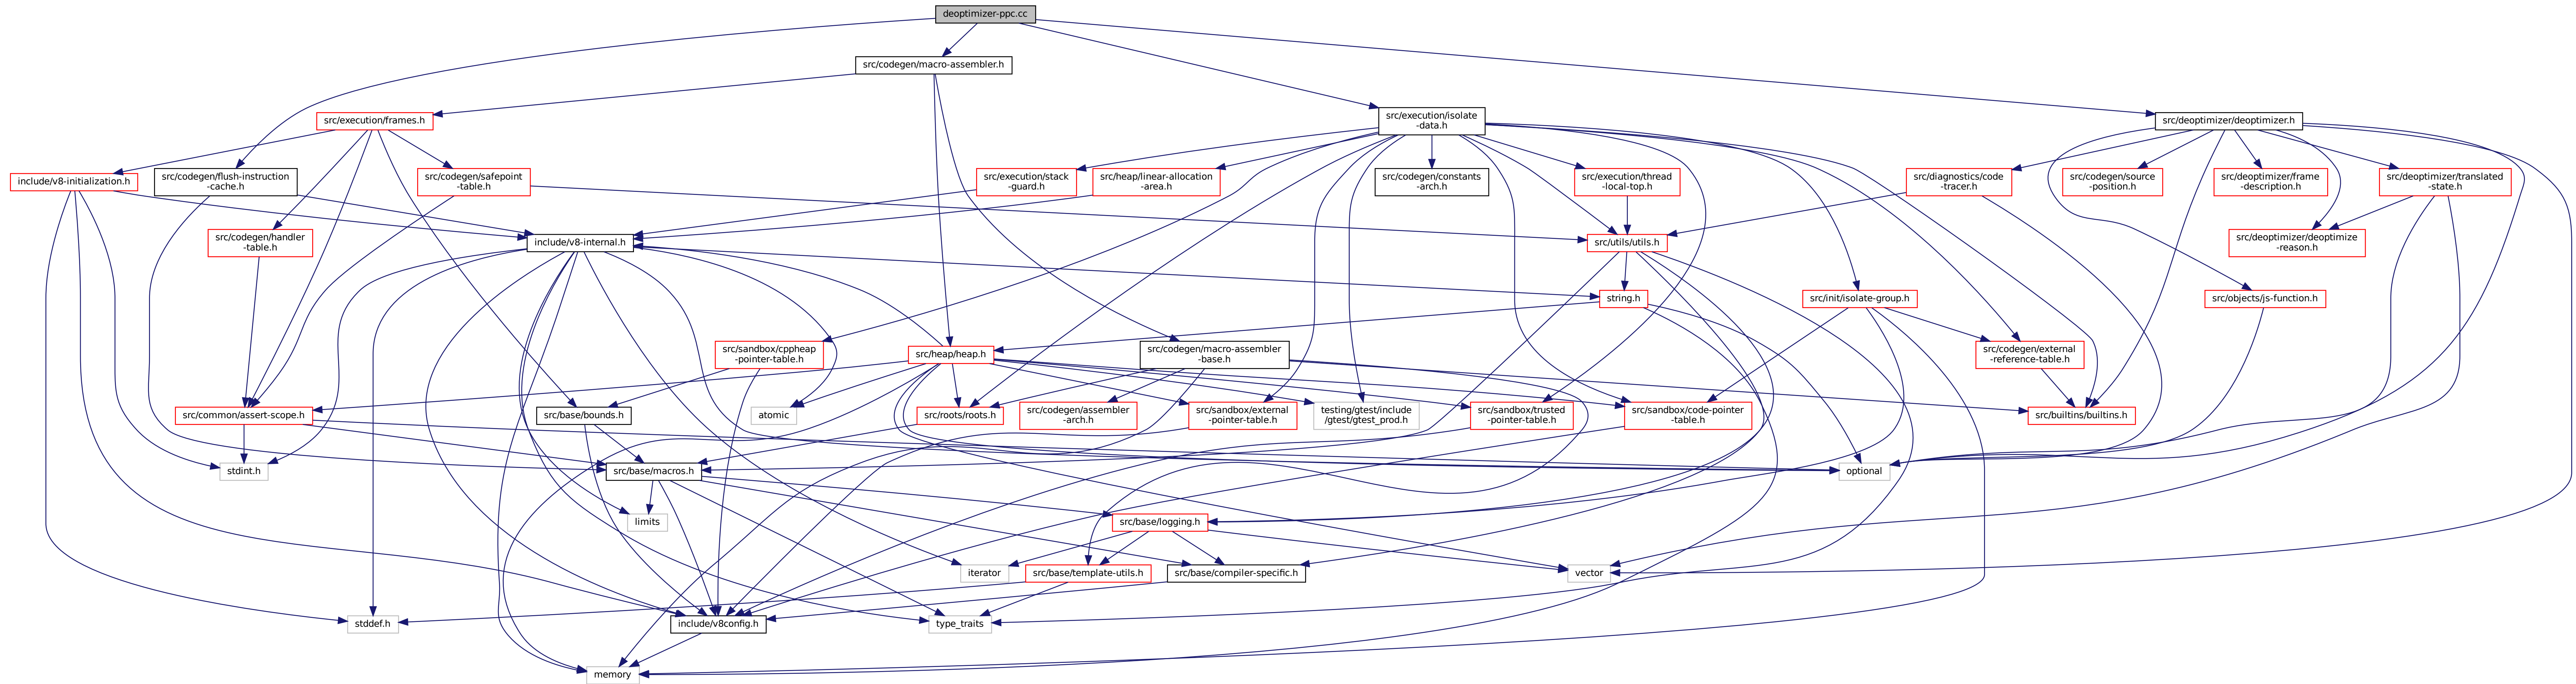 deoptimizer-ppc.cc
src/codegen/macro-assembler.h
src/execution/frames.h
src/execution/isolate
-data.h
src/deoptimizer/deoptimizer.h
include/v8-initialization.h
src/codegen/flush-instruction
-cache.h
src/codegen/safepoint
-table.h
src/execution/stack
-guard.h
src/heap/linear-allocation
-area.h
src/codegen/constants
-arch.h
src/execution/thread
-local-top.h
src/diagnostics/code
-tracer.h
src/codegen/source
-position.h
src/deoptimizer/frame
-description.h
src/deoptimizer/translated
-state.h
src/codegen/handler
-table.h
include/v8-internal.h
src/utils/utils.h
src/deoptimizer/deoptimize
-reason.h
string.h
src/init/isolate-group.h
src/objects/js-function.h
src/sandbox/cppheap
-pointer-table.h
src/heap/heap.h
src/codegen/macro-assembler
-base.h
src/codegen/external
-reference-table.h
src/common/assert-scope.h
src/base/bounds.h
atomic
src/roots/roots.h
src/codegen/assembler
-arch.h
src/sandbox/external
-pointer-table.h
testing/gtest/include
/gtest/gtest_prod.h
src/sandbox/trusted
-pointer-table.h
src/sandbox/code-pointer
-table.h
src/builtins/builtins.h
stdint.h
src/base/macros.h
optional
limits
src/base/logging.h
iterator
src/base/template-utils.h
src/base/compiler-specific.h
vector
stddef.h
include/v8config.h
type_traits
memory